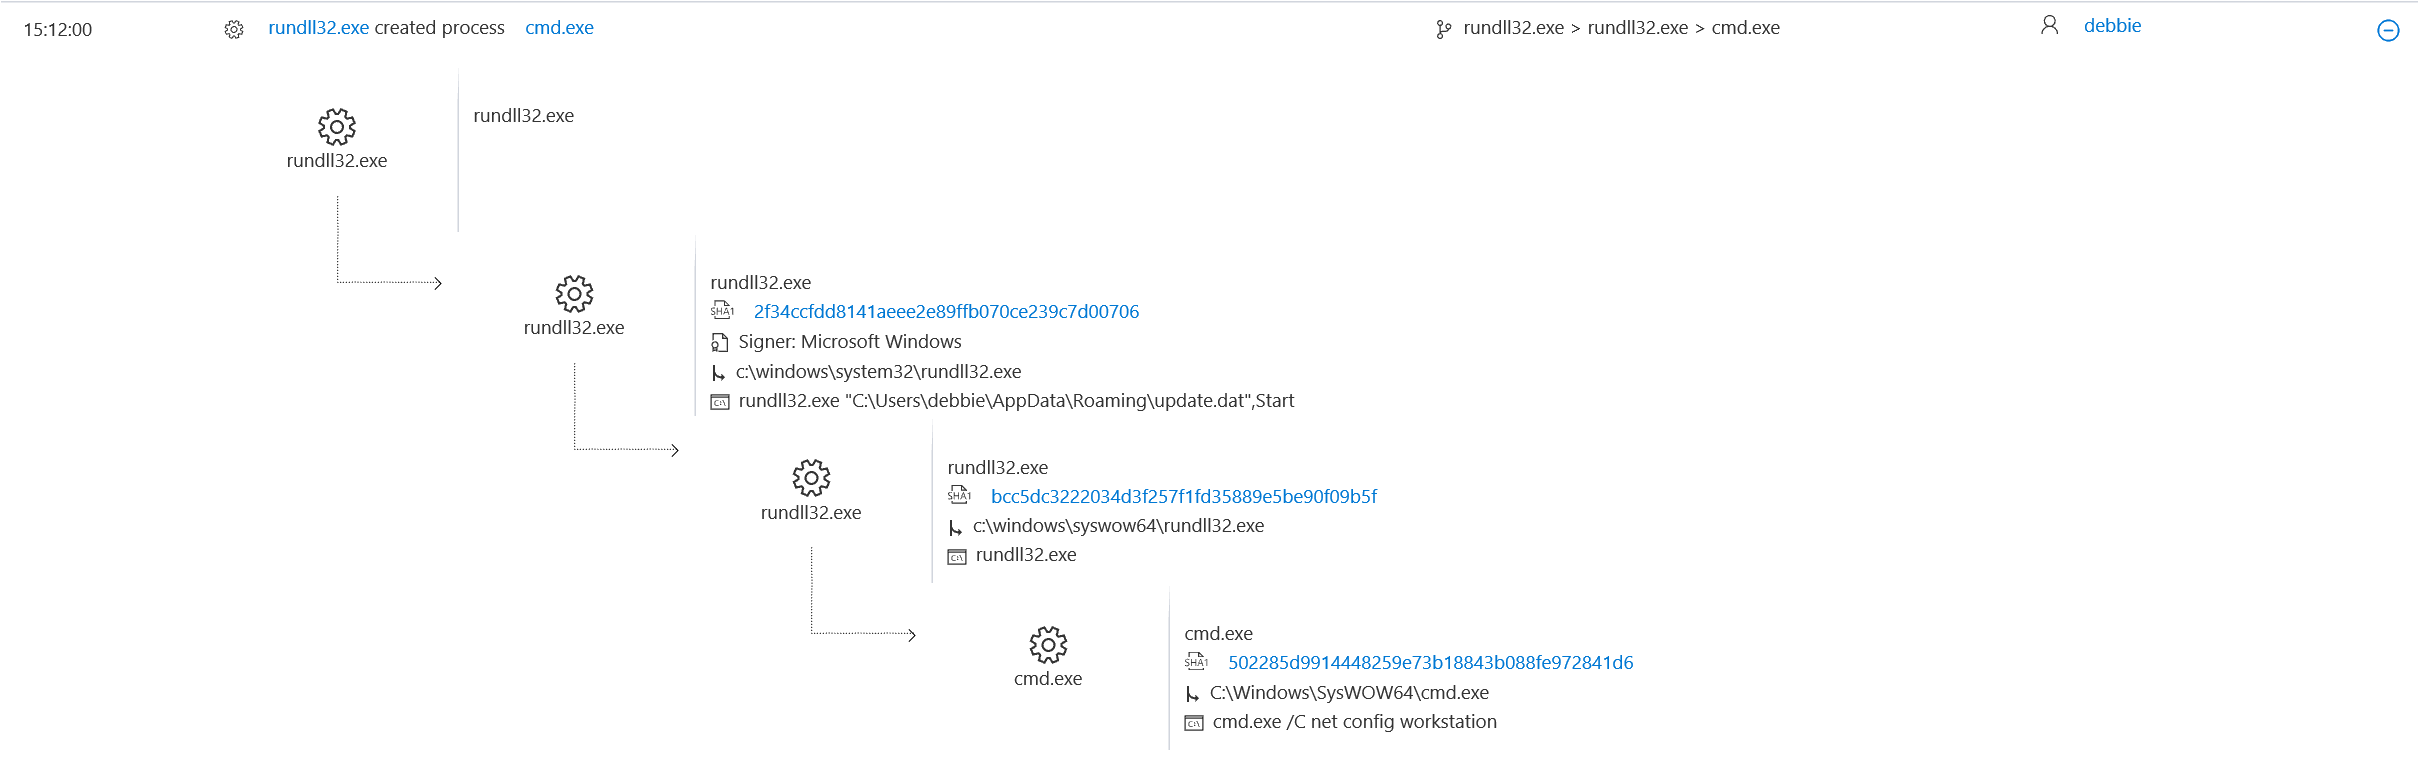 15:12:00 rundll32.exe created process cmd.exe rundll32.exe > rundll32.exe > cmd.exe debbie
rundll32.exe
rundll32.exe
rundll32.exe
SHA1 2f34ccfdd8141aeee2e89ffb070ce239c7d00706
rundll32.exe
Signer: Microsoft Windows
c:\windows\system32\rundll32.exe
C:\ rundll32.exe "C:\Users\debbie\AppData\Roaming\update.dat",Start
rundll32.exe
SHA1 bcc5dc3222034d3f257f1fd35889e5be90f09b5f
rundll32.exe
c:\windows\syswow64\rundll32.exe
C:\ rundll32.exe
cmd.exe
SHA1 502285d9914448259e73b18843b088fe972841d6
cmd.exe
C:\Windows\SysWOW64\cmd.exe
C:\ cmd.exe /C net config workstation